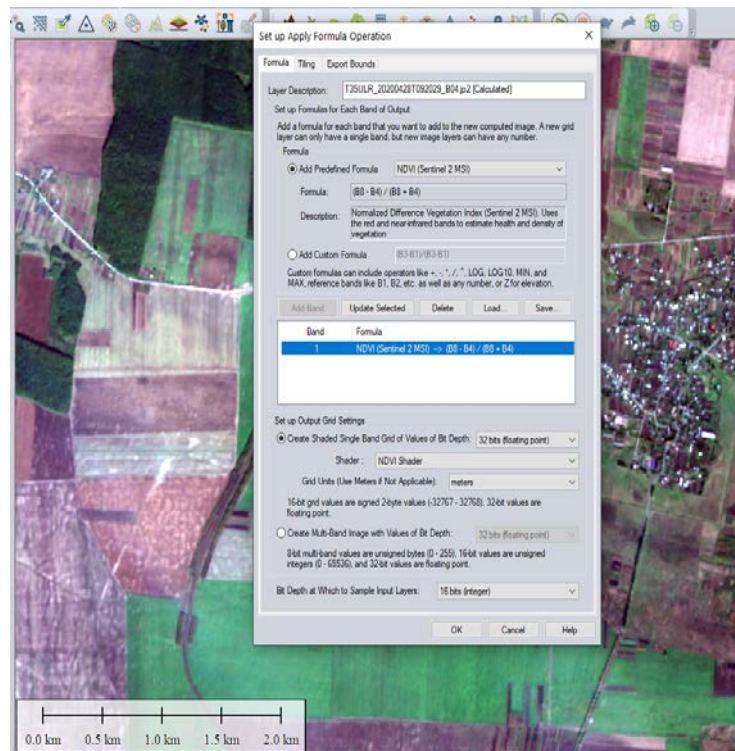 Set up Apply Formula Operation
X
Formula Tiling Export Bounds
Layer Description: T35ULR_20200428T092029_B04.jp2 [Calculated]
Set up Formulas for Each Band of Output
Add a formula for each band that you want to add to the new computed image. A new grid
layer can only have a single band, but new image layers can have any number.
Formula
Add Predefined Formula NDVI (Sentinel 2 MSI)
Formula: (B8 - B4) / (B8 + B4)
Description: Normalized Difference Vegetation Index (Sentinel 2 MSI). Uses
the red and near-infrared bands to estimate health and density of
vegetation
Add Custom Formula (B3-B1)/(B3-B1)
Custom formulas can include operators like +, -, *, /, ^, LOG, LOG10, MIN, and
MAX, reference bands like B1, B2, etc. as well as any number, or Z for elevation.
Add Band Update Selected Delete Load... Save...
Band Formula
1 NDVI (Sentinel 2 MSI) --> (B8 - B4) / (B8 + B4)
Set up Output Grid Settings
Create Shaded Single Band Grid of Values of Bit Depth: 32 bits (floating point)
Shader : NDVI Shader
Grid Units (Use Meters if Not Applicable): meters
16-bit grid values are signed 2-byte values (-32767 - 32768), 32-bit values are
floating point.
Create Multi-Band Image with Values of Bit Depth: 32 bits (floating point)
8-bit multi-band values are unsigned bytes (0 - 255), 16-bit values are unsigned
integers (0 - 65536), and 32-bit values are floating point.
Bit Depth at Which to Sample Input Layers: 16 bits (integer)
OK Cancel Help
0.0 km 0.5 km 1.0 km 1.5 km 2.0 km